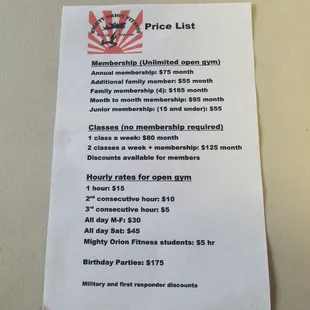 MIGHTY ORION FITNESS
Price List
Membership (Unlimited open gym)
Annual membership: $75 month
Additional family member: $55 month
Family membership (4): $165 month
Month to month membership: $95 month
Junior membership: (15 and under): $55
Classes (no membership required)
1 class a week: $80 month
2 classes a week + membership: $125 month
Discounts available for members
Hourly rates for open gym
1 hour: $15
2nd consecutive hour: $10
3rd consecutive hour: $5
All day M-F: $30
All day Sat: $45
Mighty Orion Fitness students: $5 hr
Birthday Parties: $175
Military and first responder discounts